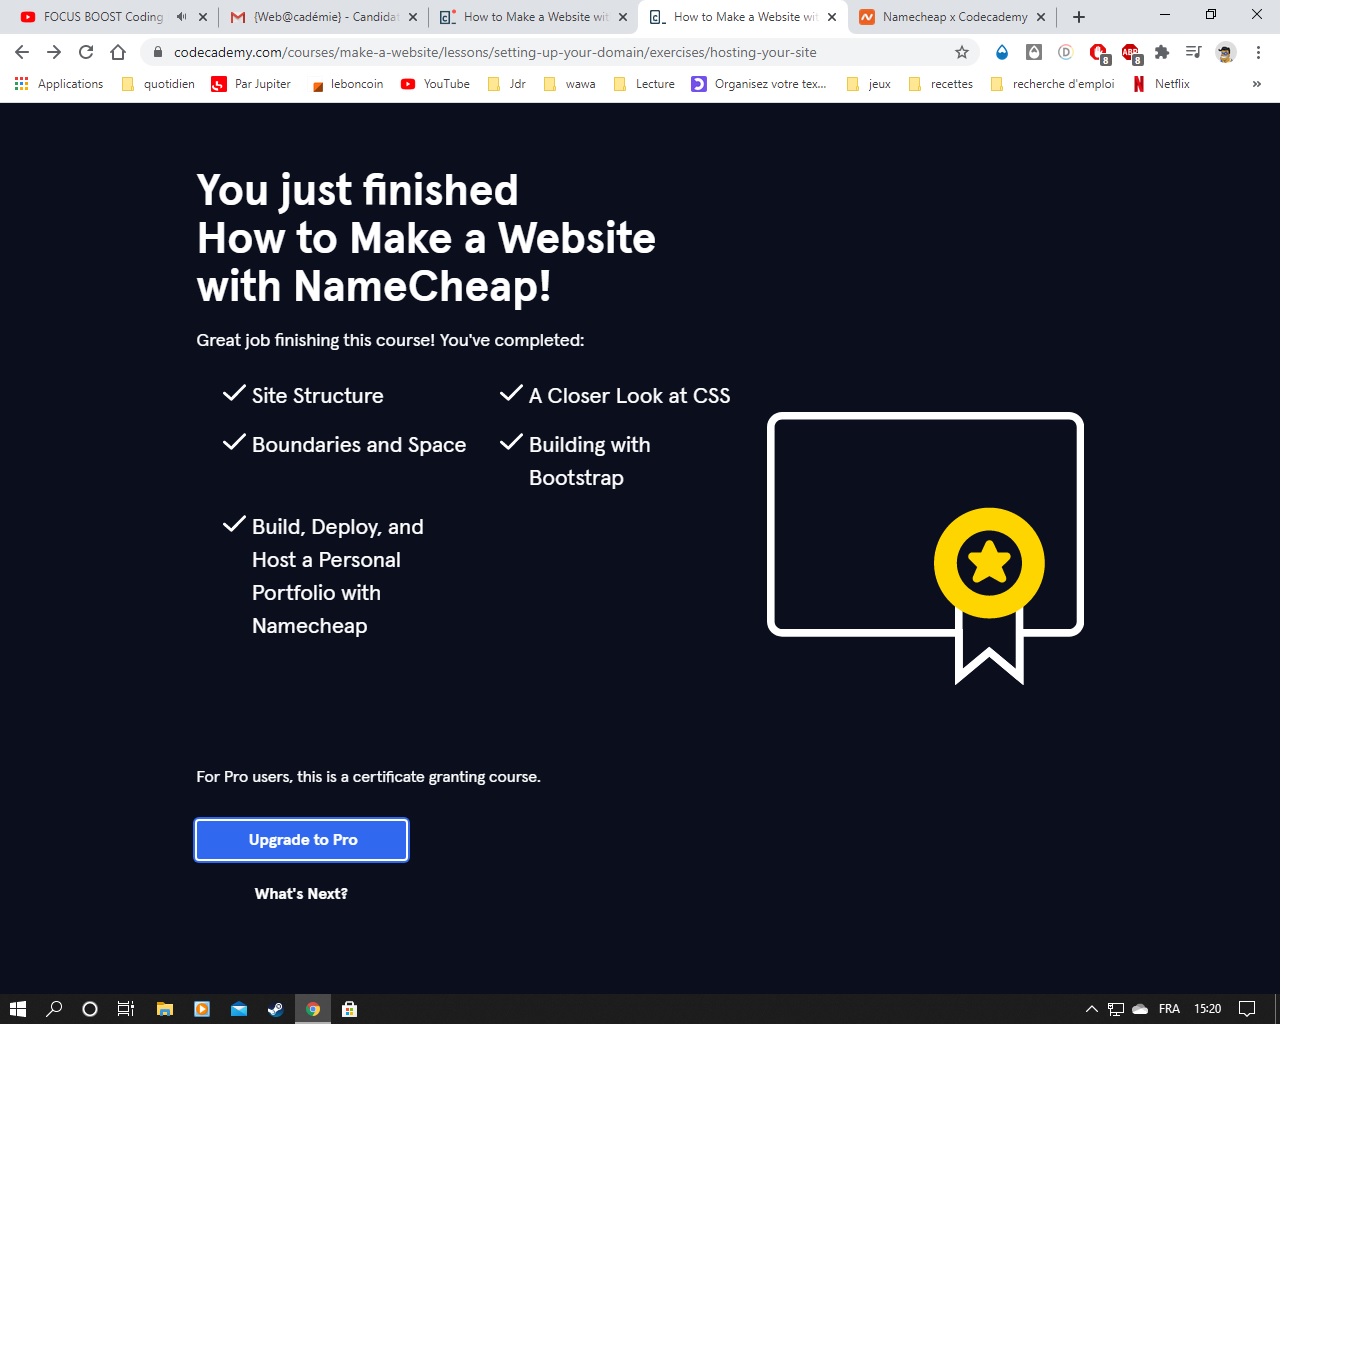 FOCUS BOOST Coding
{Web@cadémie} - Candidat
How to Make a Website wit
How to Make a Website wit
Namecheap x Codecademy
codecademy.com/courses/make-a-website/lessons/setting-up-your-domain/exercises/hosting-your-site
8
ABP
8
Applications
quotidien
Par Jupiter
leboncoin
YouTube
Jdr
wawa
Lecture
Organisez votre tex...
jeux
recettes
recherche d'emploi
Netflix
»
You just finished
How to Make a Website
with NameCheap!
Great job finishing this course! You've completed:
Site Structure
A Closer Look at CSS
Boundaries and Space
Building with
Bootstrap
Build, Deploy, and
Host a Personal
Portfolio with
Namecheap
For Pro users, this is a certificate granting course.
Upgrade to Pro
What's Next?
FRA
15:20